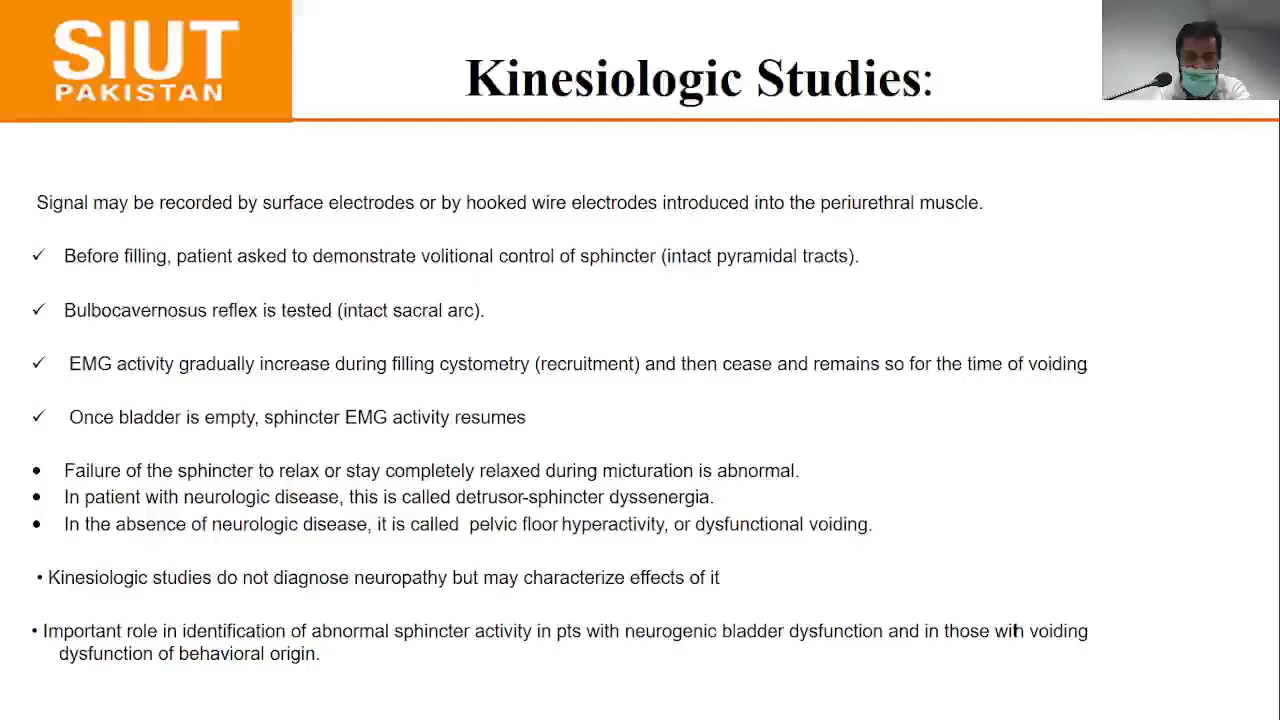 SIUT
PAKISTAN
Kinesiologic Studies:
Signal may be recorded by surface electrodes or by hooked wire electrodes introduced into the periurethral muscle.
✓ Before filling, patient asked to demonstrate volitional control of sphincter (intact pyramidal tracts).
✓ Bulbocavernosus reflex is tested (intact sacral arc).
✓ EMG activity gradually increase during filling cystometry (recruitment) and then cease and remains so for the time of voiding
✓ Once bladder is empty, sphincter EMG activity resumes
• Failure of the sphincter to relax or stay completely relaxed during micturation is abnormal.
• In patient with neurologic disease, this is called detrusor-sphincter dyssenergia.
• In the absence of neurologic disease, it is called pelvic floor hyperactivity, or dysfunctional voiding.
• Kinesiologic studies do not diagnose neuropathy but may characterize effects of it
• Important role in identification of abnormal sphincter activity in pts with neurogenic bladder dysfunction and in those with voiding
dysfunction of behavioral origin.